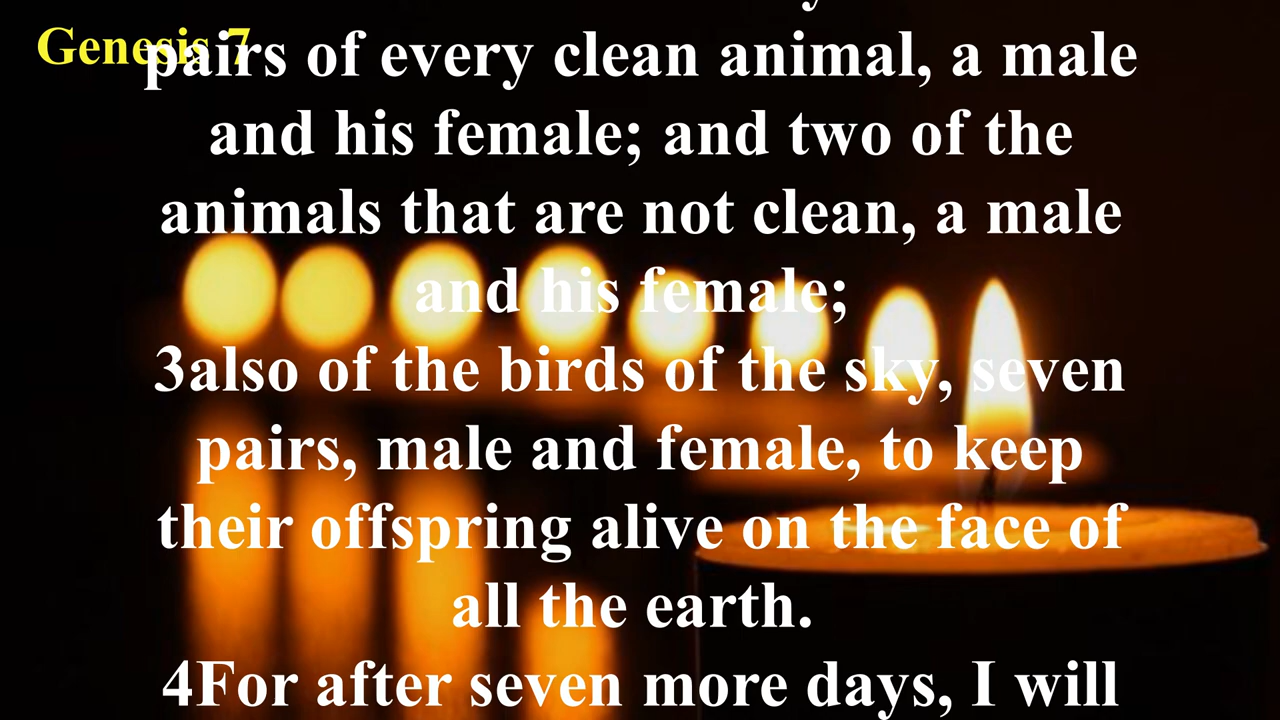 Genesis 7
pairs of every clean animal, a male
and his female; and two of the
animals that are not clean, a male
and his female;
3also of the birds of the sky, seven
pairs, male and female, to keep
their offspring alive on the face of
all the earth.
4For after seven more days, I will